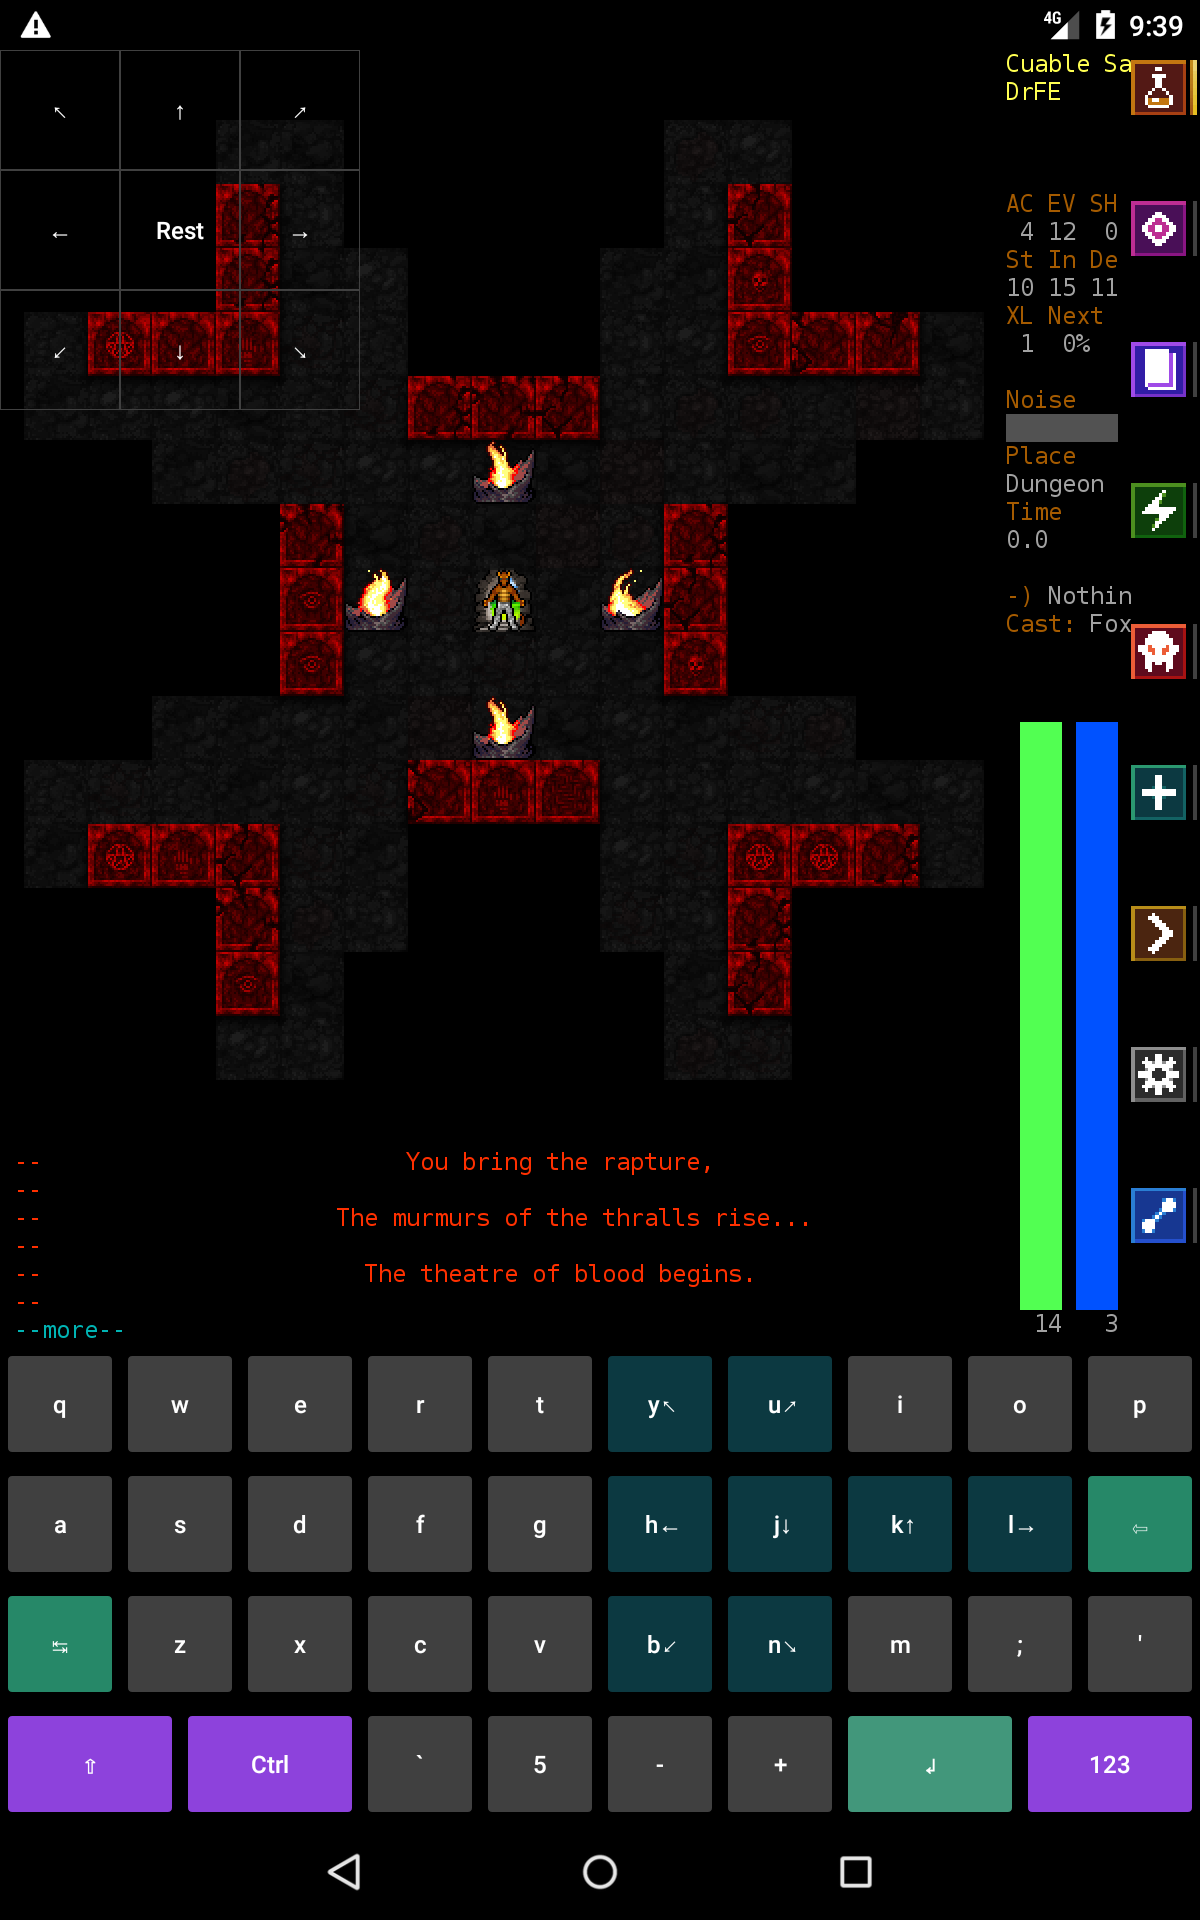 4G 9:39
Cuable Sa
DrFE
↖ ↑ ↗
← Rest →
↙ ↓ ↘
AC EV SH
4 12 0
St In De
10 15 11
XL Next
1 0%
Noise
Place
Dungeon
Time
0.0
-) Nothin
Cast: Fox
-- You bring the rapture,
--
-- The murmurs of the thralls rise...
--
-- The theatre of blood begins.
--
--more--
14 3
q w e r t y↖ u↗ i o p
a s d f g h← j↓ k↑ l→ ⇦
↹ z x c v b↙ n↘ m ; '
⇧ Ctrl ` 5 - + ↲ 123